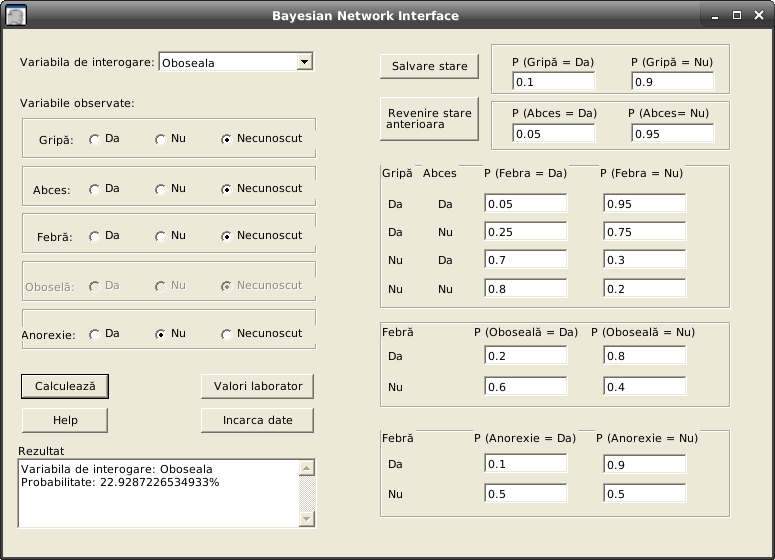 Bayesian Network Interface
Variabila de interogare: Oboseala
Variabile observate:
Gripă: Da Nu Necunoscut
Abces: Da Nu Necunoscut
Febră: Da Nu Necunoscut
Oboselă: Da Nu Necunoscut
Anorexie: Da Nu Necunoscut
Calculează Valori laborator
Help Incarca date
Rezultat
Variabila de interogare: Oboseala
Probabilitate: 22.9287226534933%
Salvare stare
Revenire stare
anterioara
P (Gripă = Da) P (Gripă = Nu)
0.1 0.9
P (Abces = Da) P (Abces= Nu)
0.05 0.95
Gripă Abces P (Febra = Da) P (Febra = Nu)
Da Da 0.05 0.95
Da Nu 0.25 0.75
Nu Da 0.7 0.3
Nu Nu 0.8 0.2
Febră P (Oboseală = Da) P (Oboseală = Nu)
Da 0.2 0.8
Nu 0.6 0.4
Febră P (Anorexie = Da) P (Anorexie = Nu)
Da 0.1 0.9
Nu 0.5 0.5